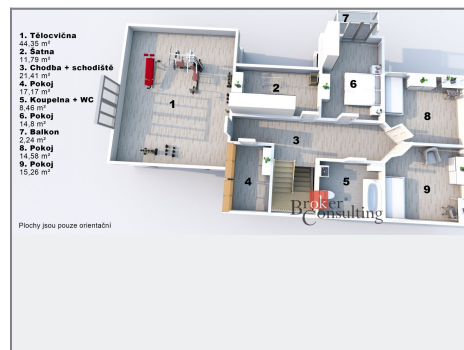 1. Tělocvična
44,35 m²
2. Šatna
11,79 m²
3. Chodba + schodiště
21,41 m²
4. Pokoj
17,17 m²
5. Koupelna + WC
8,46 m²
6. Pokoj
14,8 m²
7. Balkon
2,24 m²
8. Pokoj
14,58 m²
9. Pokoj
15,26 m²
7
1
2
6
8
3
4
5
9
Broker
Consulting
Plochy jsou pouze orientační